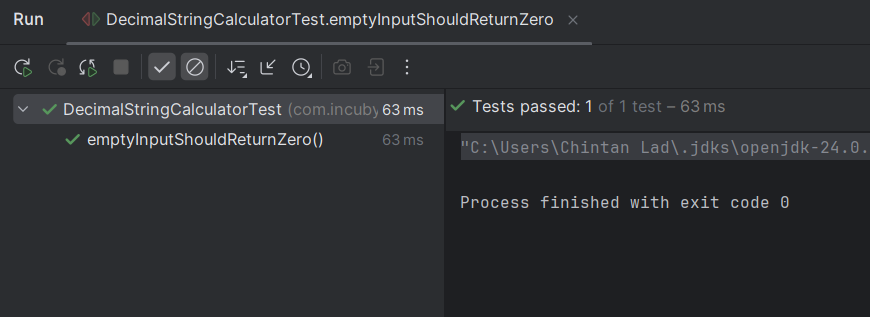 Run DecimalStringCalculatorTest.emptyInputShouldReturnZero
DecimalStringCalculatorTest (com.incuby 63 ms
emptyInputShouldReturnZero() 63 ms
Tests passed: 1 of 1 test – 63 ms
"C:\Users\Chintan Lad\.jdks\openjdk-24.0.
Process finished with exit code 0